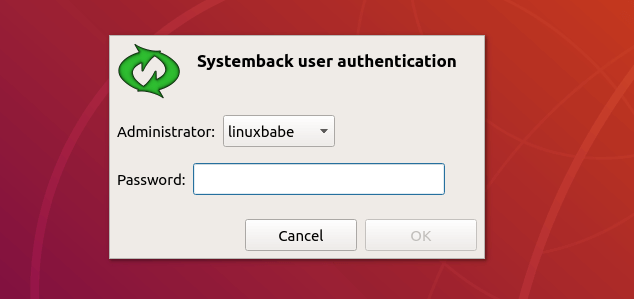 Systemback user authentication
Administrator: linuxbabe
Password:
Cancel OK